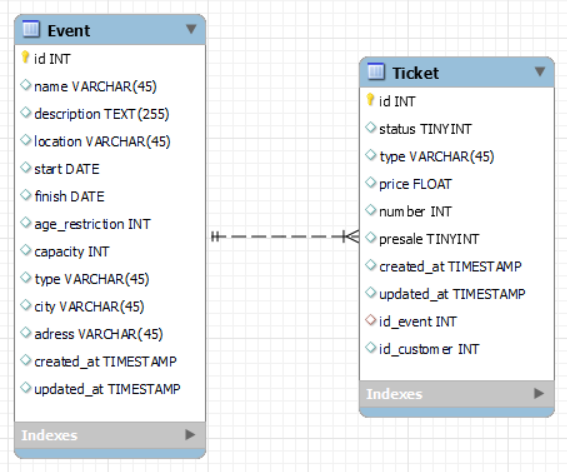 Event
id INT
name VARCHAR(45)
description TEXT(255)
location VARCHAR(45)
start DATE
finish DATE
age_restriction INT
capacity INT
type VARCHAR(45)
city VARCHAR(45)
adress VARCHAR(45)
created_at TIMESTAMP
updated_at TIMESTAMP
Indexes
Ticket
id INT
status TINYINT
type VARCHAR(45)
price FLOAT
number INT
presale TINYINT
created_at TIMESTAMP
updated_at TIMESTAMP
id_event INT
id_customer INT
Indexes